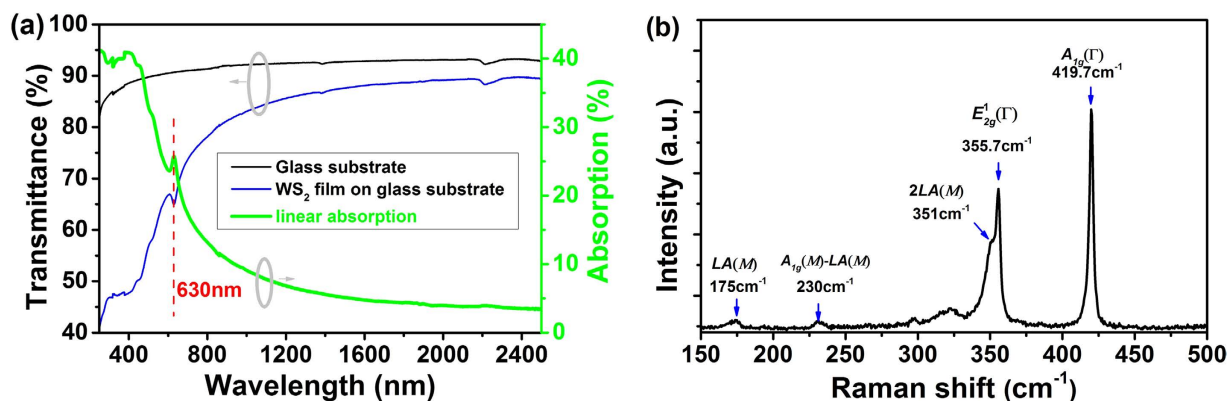 (a)
Transmittance (%)
100
90
80
70
60
50
40
Glass substrate
WS₂ film on glass substrate
linear absorption
630nm
400
800
1200
1600
2000
2400
Wavelength (nm)
40
30
20
10
0
Absorption (%)
(b)
Intensity (a.u.)
LA(M)
175cm⁻¹
A₁g(M)-LA(M)
230cm⁻¹
2LA(M)
351cm⁻¹
E¹₂g(Γ)
355.7cm⁻¹
A₁g(Γ)
419.7cm⁻¹
150
200
250
300
350
400
450
500
Raman shift (cm⁻¹)